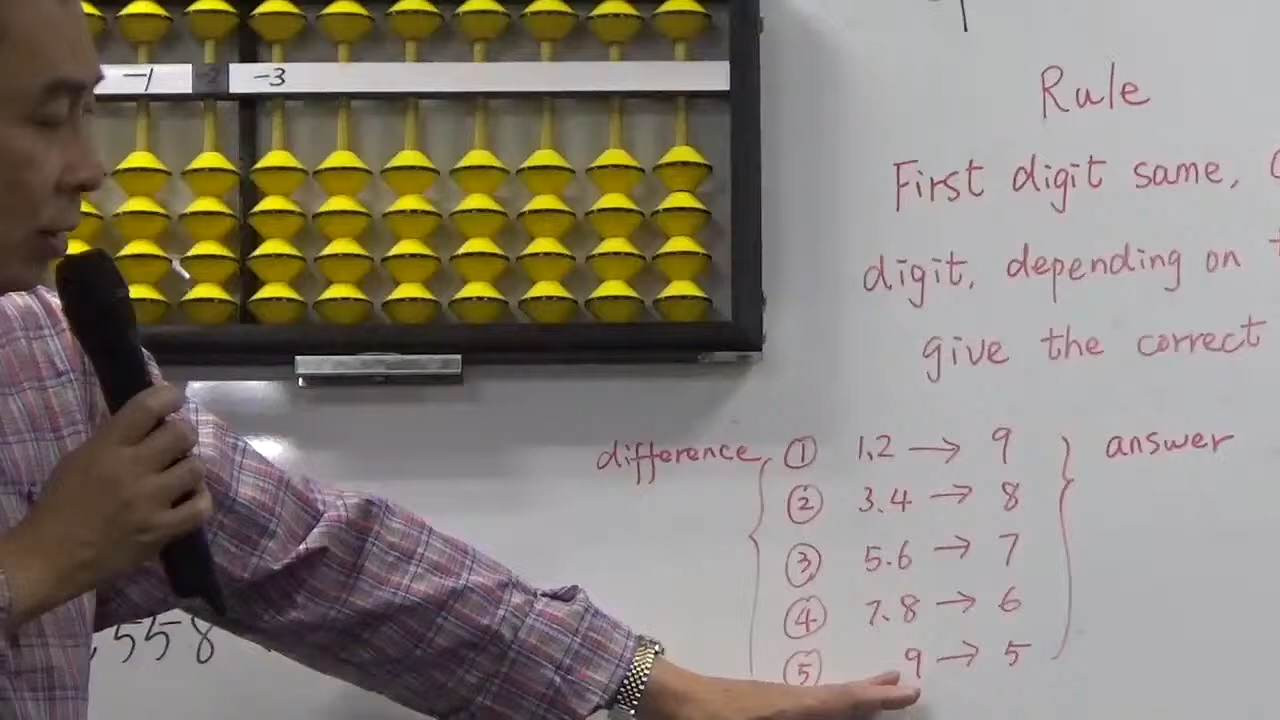 -1 -2 -3
Rule
First digit same,
digit, depending on
give the correct
difference ① 1.2 → 9 answer
② 3.4 → 8
③ 5.6 → 7
④ 7.8 → 6
⑤ 9 → 5
,558